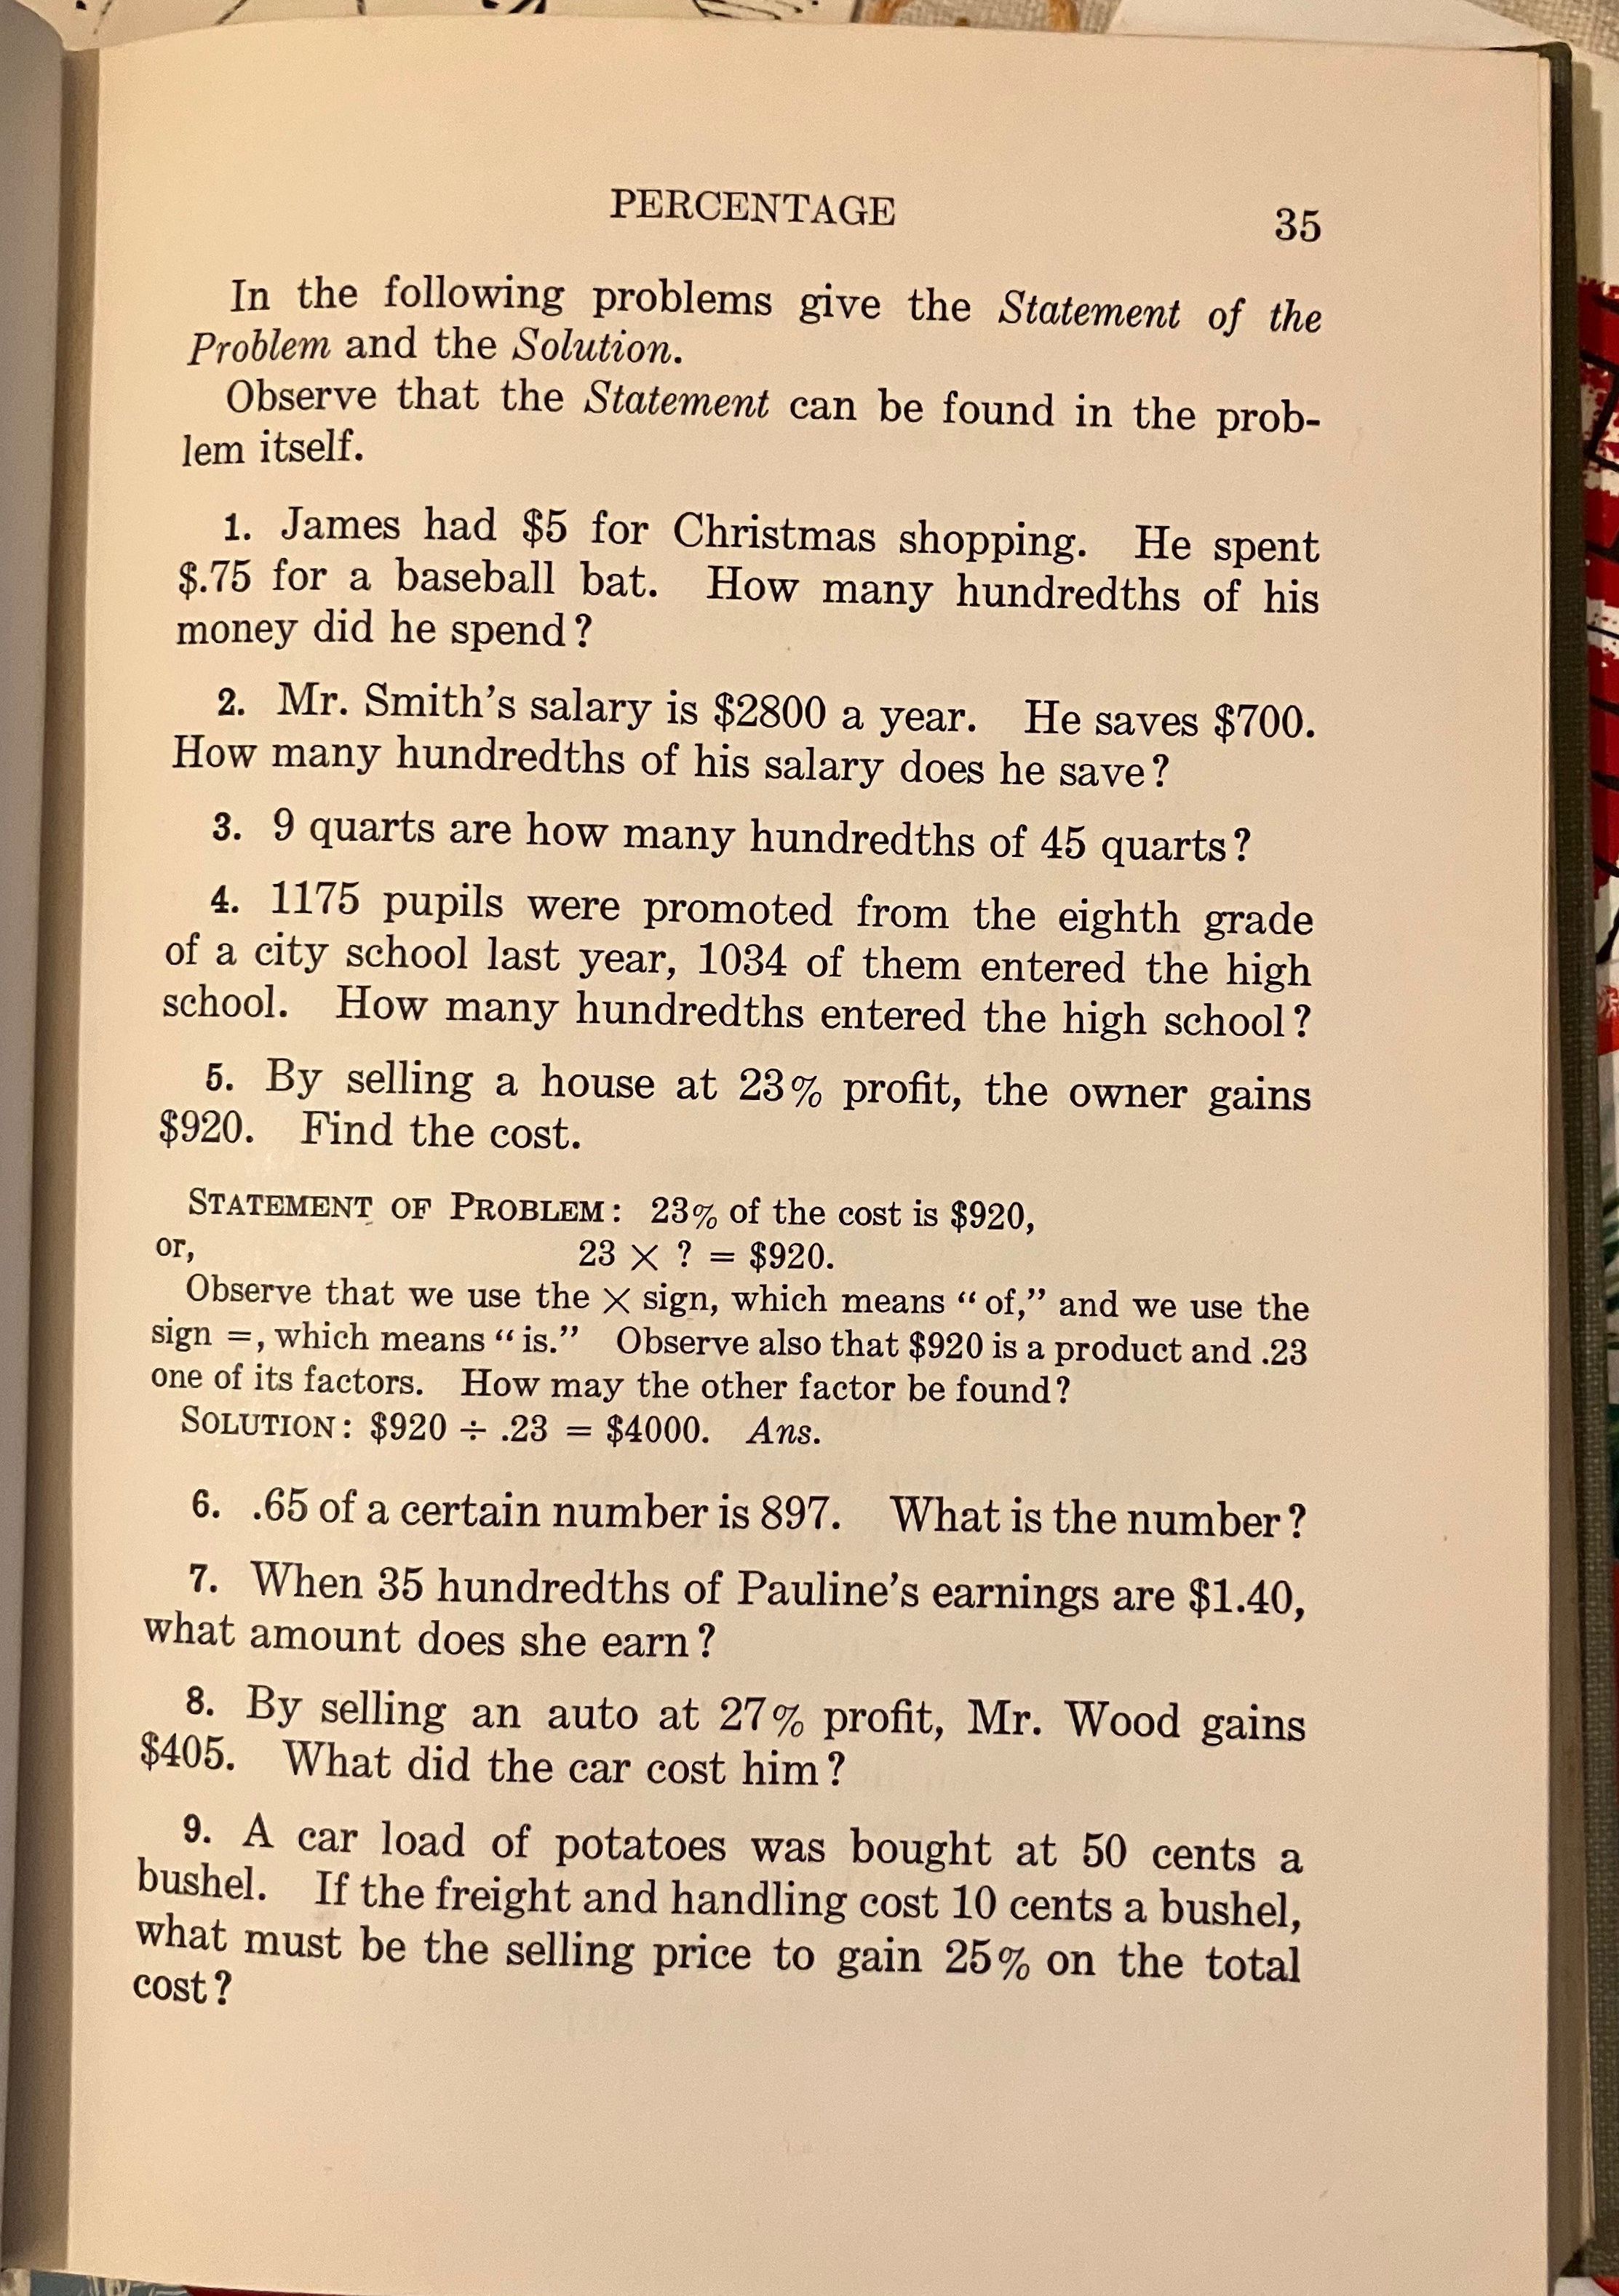 PERCENTAGE 35
In the following problems give the Statement of the
Problem and the Solution.
Observe that the Statement can be found in the prob-
lem itself.
1. James had $5 for Christmas shopping. He spent
$.75 for a baseball bat. How many hundredths of his
money did he spend?
2. Mr. Smith's salary is $2800 a year. He saves $700.
How many hundredths of his salary does he save?
3. 9 quarts are how many hundredths of 45 quarts?
4. 1175 pupils were promoted from the eighth grade
of a city school last year, 1034 of them entered the high
school. How many hundredths entered the high school?
5. By selling a house at 23% profit, the owner gains
$920. Find the cost.
STATEMENT OF PROBLEM: 23% of the cost is $920,
or, 23 × ? = $920.
Observe that we use the × sign, which means “of,” and we use the
sign =, which means “is.” Observe also that $920 is a product and .23
one of its factors. How may the other factor be found?
SOLUTION: $920 ÷ .23 = $4000. Ans.
6. .65 of a certain number is 897. What is the number?
7. When 35 hundredths of Pauline's earnings are $1.40,
what amount does she earn?
8. By selling an auto at 27% profit, Mr. Wood gains
$405. What did the car cost him?
9. A car load of potatoes was bought at 50 cents a
bushel. If the freight and handling cost 10 cents a bushel,
what must be the selling price to gain 25% on the total
cost?